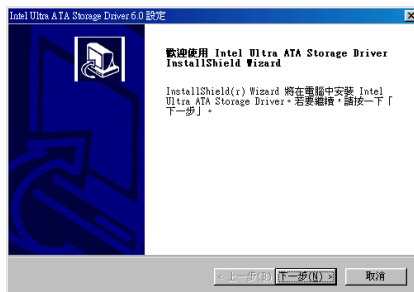 Intel Ultra ATA Storage Driver 6.0 設定
歡迎使用 Intel Ultra ATA Storage Driver
InstallShield Wizard
InstallShield(r) Wizard 將在電腦中安裝 Intel
Ultra ATA Storage Driver。若要繼續，請按一下「
下一步」。
< 上一步(B)
下一步(N) >
取消